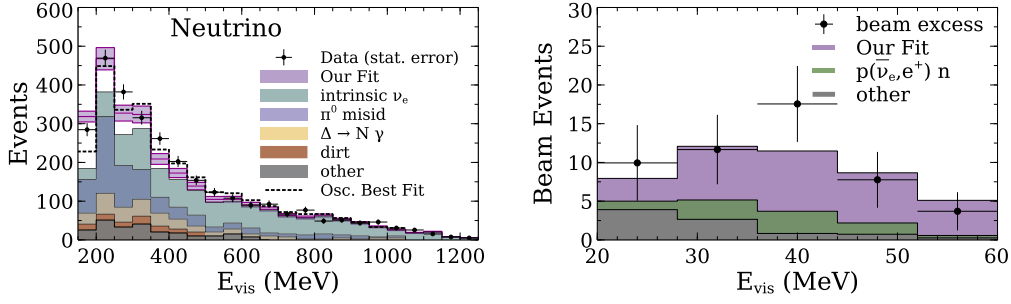 Neutrino
Data (stat. error)
Our Fit
intrinsic νₑ
π⁰ misid
Δ → N γ
dirt
other
Osc. Best Fit
Events
600
500
400
300
200
100
0
200 400 600 800 1000 1200
E_vis (MeV)
beam excess
Our Fit
p(ν̅ₑ,e⁺) n
other
Beam Events
30
25
20
15
10
5
0
20 30 40 50 60
E_vis (MeV)